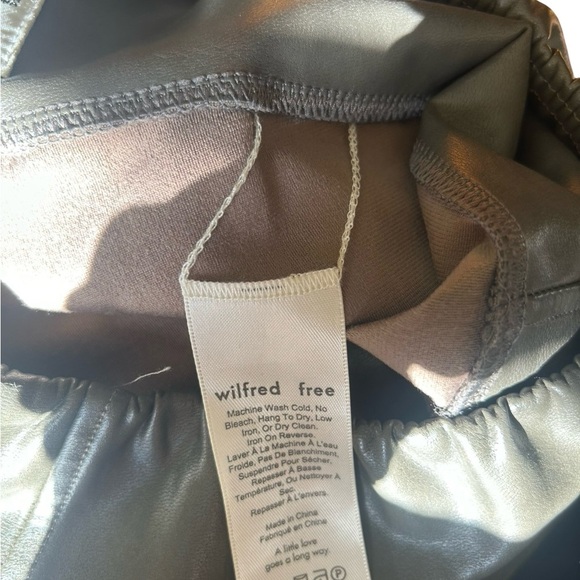 wilfred free
Machine Wash Cold, No
Bleach, Hang To Dry, Low
Iron, Or Dry Clean.
Iron On Reverse.
Laver À La Machine À L'eau
Froide, Pas De Blanchiment,
Suspendre Pour Sécher,
Repasser À Basse
Température, Ou Nettoyer À
Sec.
Repasser À L'envers.
Made in China
Fabriqué en China
A little love
goes a long way.